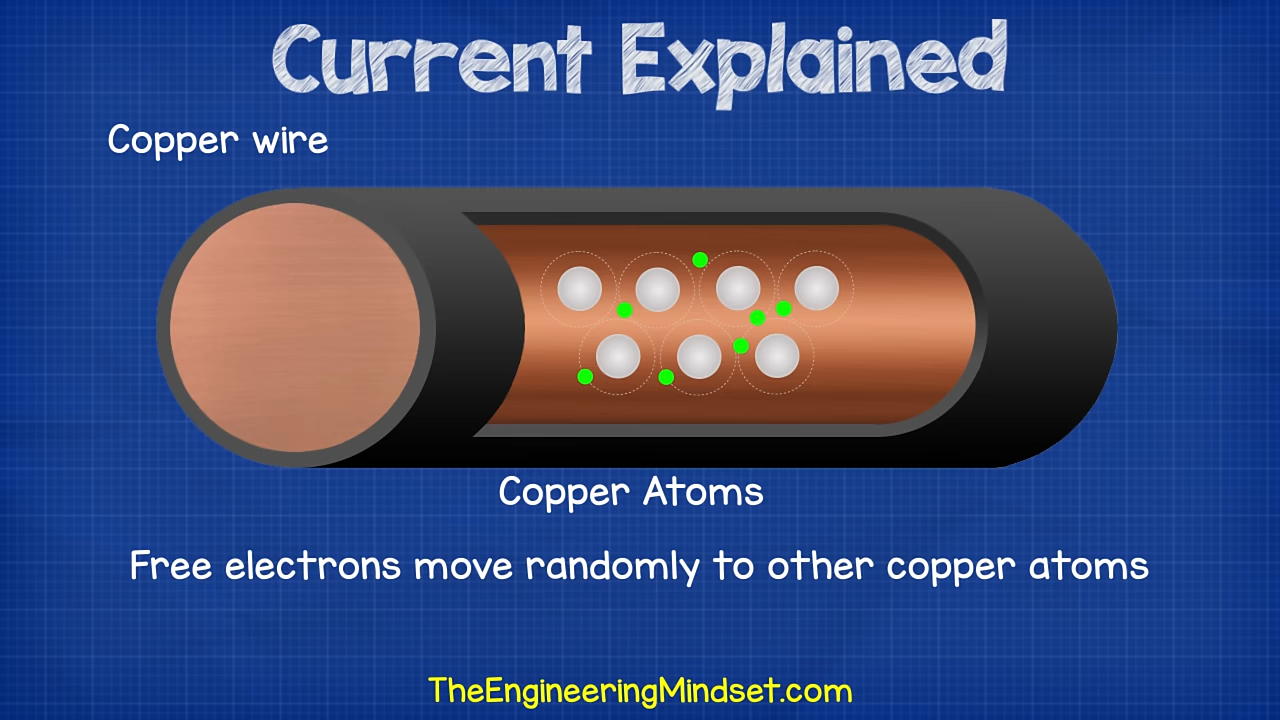 Current Explained
Copper wire
Copper Atoms
Free electrons move randomly to other copper atoms
TheEngineeringMindset.com